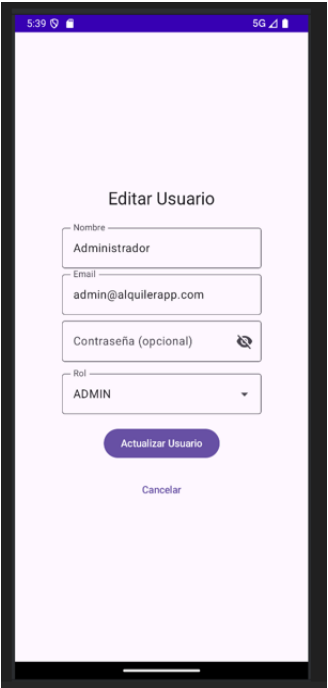 5:39 5G
Editar Usuario
Nombre
Administrador
Email
admin@alquilerapp.com
Contraseña (opcional)
Rol
ADMIN
Actualizar Usuario
Cancelar